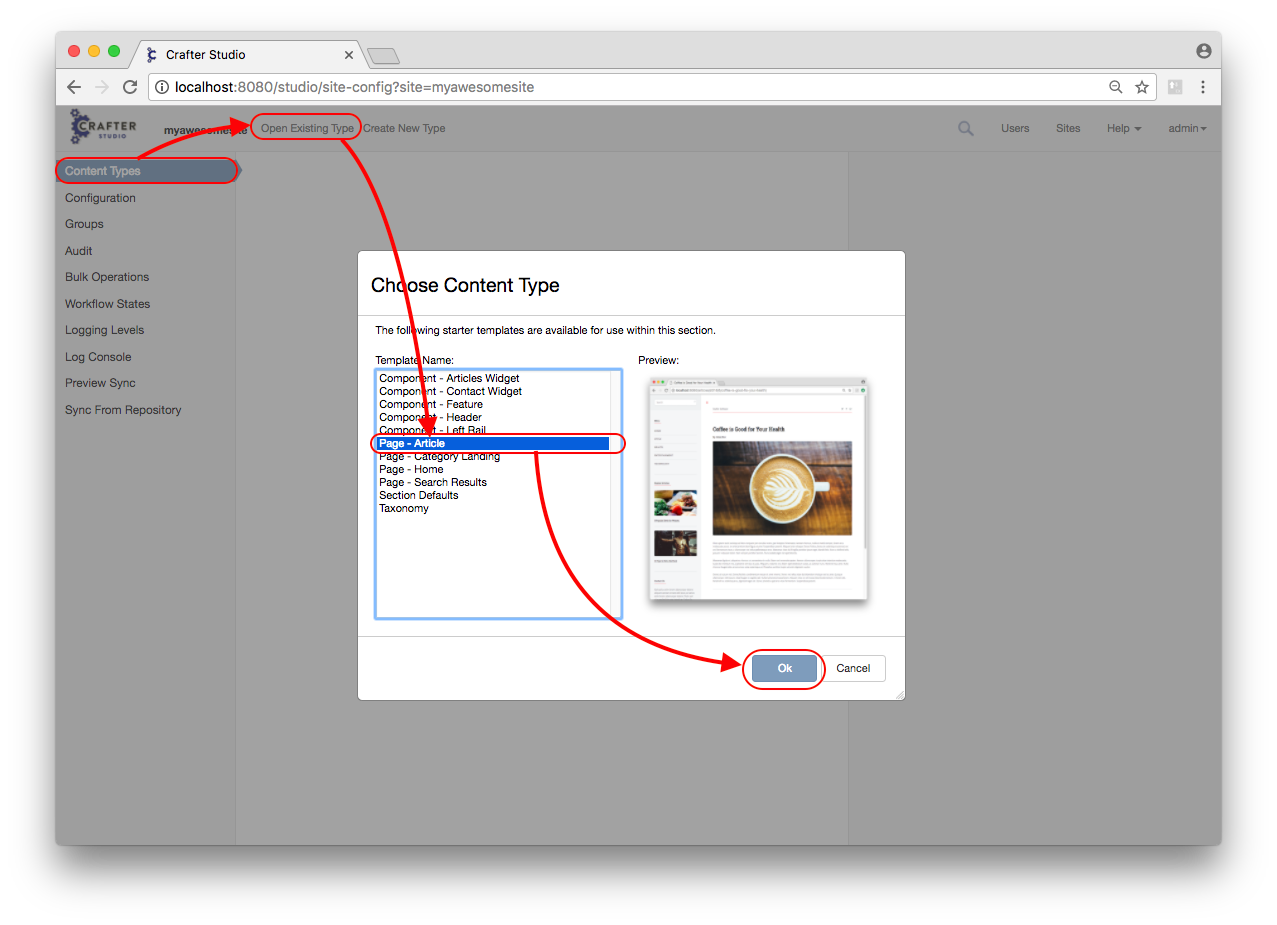 Crafter Studio
localhost:8080/studio/site-config?site=myawesomesite
CRAFTER
STUDIO
myawesomesite
Open Existing Type
Create New Type
Users
Sites
Help
admin
Content Types
Configuration
Groups
Audit
Bulk Operations
Workflow States
Logging Levels
Log Console
Preview Sync
Sync From Repository
Choose Content Type
The following starter templates are available for use within this section.
Template Name:
Component - Articles Widget
Component - Contact Widget
Component - Feature
Component - Header
Component - Left Rail
Page - Article
Page - Category Landing
Page - Home
Page - Search Results
Section Defaults
Taxonomy
Preview:
Coffee is Good for Your Health
Ok
Cancel